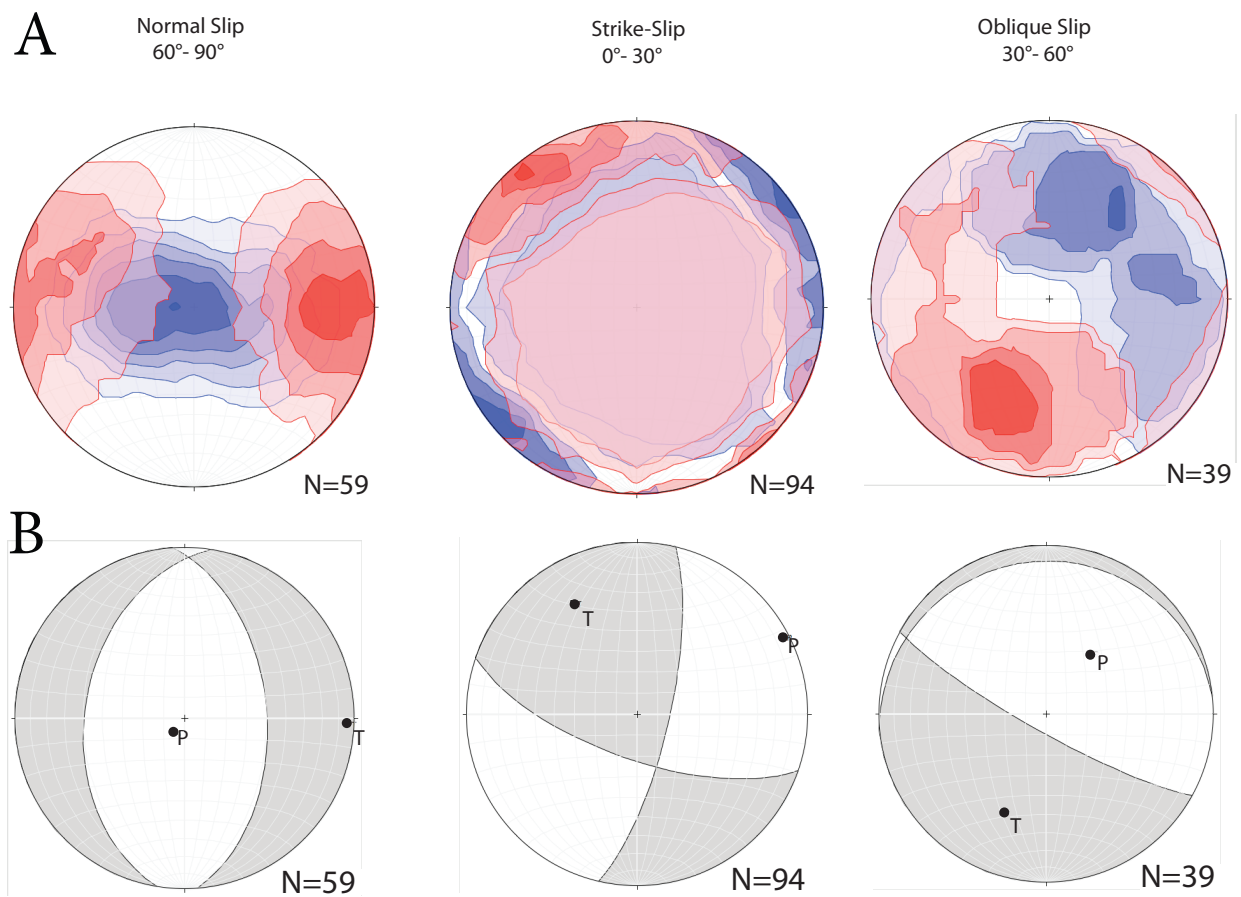 A
Normal Slip
60°- 90°
Strike-Slip
0°- 30°
Oblique Slip
30°- 60°
N=59
N=94
N=39
B
P
T
T
P
P
T
N=59
N=94
N=39